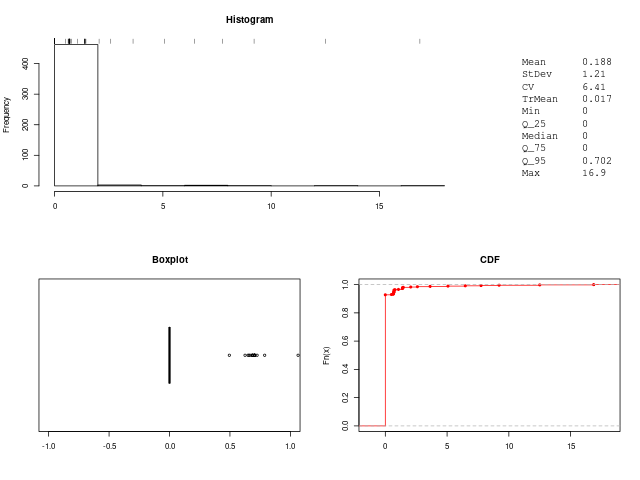 Histogram
Frequency
0 100 200 300 400
0 5 10 15
Mean 0.188
StDev 1.21
CV 6.41
TrMean 0.017
Min 0
Q_25 0
Median 0
Q_75 0
Q_95 0.702
Max 16.9
Boxplot
-1.0 -0.5 0.0 0.5 1.0
CDF
Fn(x)
0.0 0.2 0.4 0.6 0.8 1.0
0 5 10 15